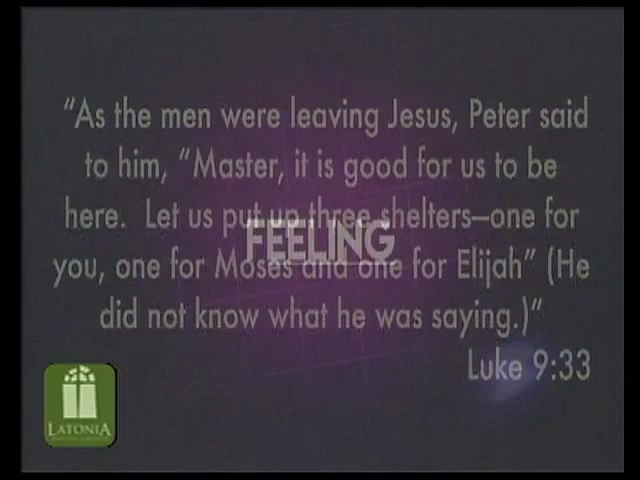 “As the men were leaving Jesus, Peter said
to him, “Master, it is good for us to be
here. Let us put up three shelters—one for
FEELING
you, one for Moses and one for Elijah” (He
did not know what he was saying.)“
Luke 9:33
LATONIA